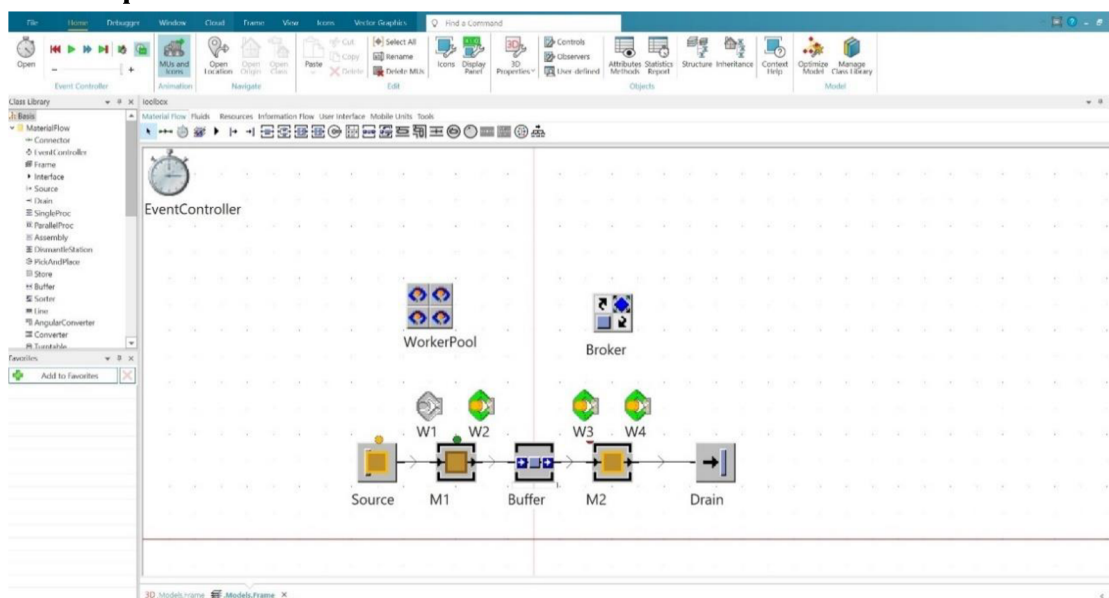 File Home Debugger Window Cloud Frame View Icons Vector Graphics Find a Command
Open
MUs and Icons
Open Location
Open Origin
Open Class
Paste
Cut
Copy
Delete
Select All
Rename
Delete MUs
Icons
Display Panel
3D Properties
Controls
Observers
User defined
Attributes Methods
Statistics Report
Structure
Inheritance
Context Help
Optimize Model
Manage Class Library
Event Controller Animation Navigate Edit Objects Model
Class Library
Toolbox
Basis
Material Flow Fluids Resources Information Flow User Interface Mobile Units Tools
MaterialFlow
Connector
EventController
Frame
Interface
Source
Drain
SingleProc
ParallelProc
Assembly
DismantleStation
PickAndPlace
Store
Buffer
Sorter
Line
AngularConverter
Converter
Turntable
Favorites
Add to Favorites
EventController
WorkerPool
Broker
W1 W2 W3 W4
Source M1 Buffer M2 Drain
3D .Models.Frame .Models.Frame